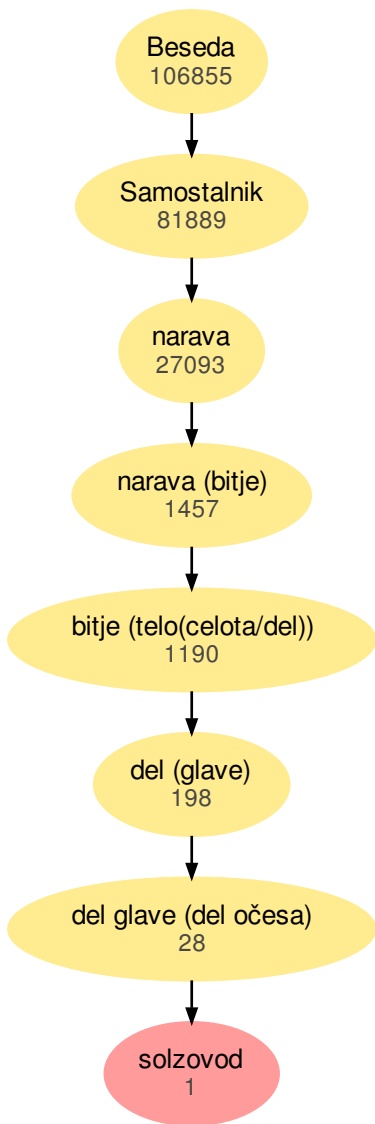 Beseda
106855
Samostalnik
81889
narava
27093
narava (bitje)
1457
bitje (telo(celota/del))
1190
del (glave)
198
del glave (del očesa)
28
solzovod
1